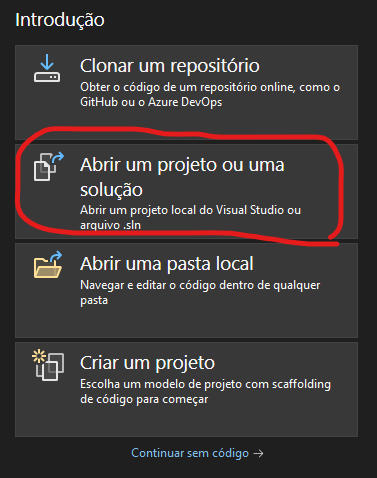 Introdução
Clonar um repositório
Obter o código de um repositório online, como o
GitHub ou o Azure DevOps
Abrir um projeto ou uma
solução
Abrir um projeto local do Visual Studio ou
arquivo .sln
Abrir uma pasta local
Navegar e editar o código dentro de qualquer
pasta
Criar um projeto
Escolha um modelo de projeto com scaffolding
de código para começar
Continuar sem código →